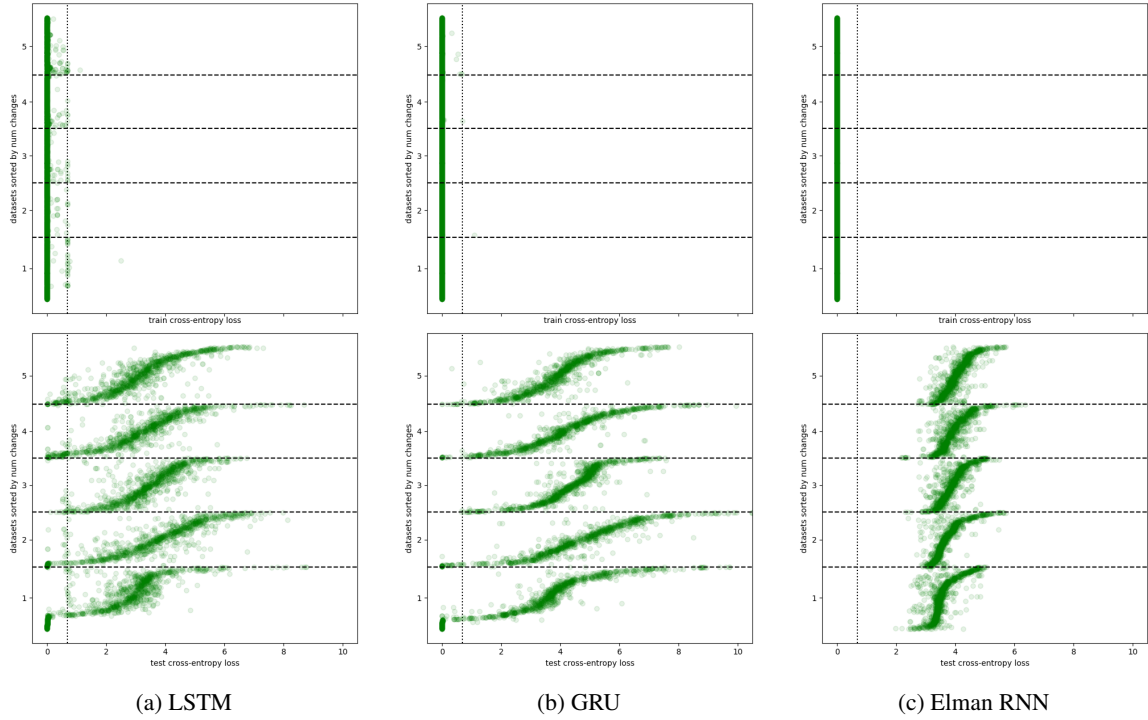 5
4
3
2
1
datasets sorted by num changes
train cross-entropy loss
5
4
3
2
1
datasets sorted by num changes
train cross-entropy loss
5
4
3
2
1
datasets sorted by num changes
train cross-entropy loss
5
4
3
2
1
datasets sorted by num changes
0 2 4 6 8 10
test cross-entropy loss
5
4
3
2
1
datasets sorted by num changes
0 2 4 6 8 10
test cross-entropy loss
5
4
3
2
1
datasets sorted by num changes
0 2 4 6 8 10
test cross-entropy loss
(a) LSTM
(b) GRU
(c) Elman RNN